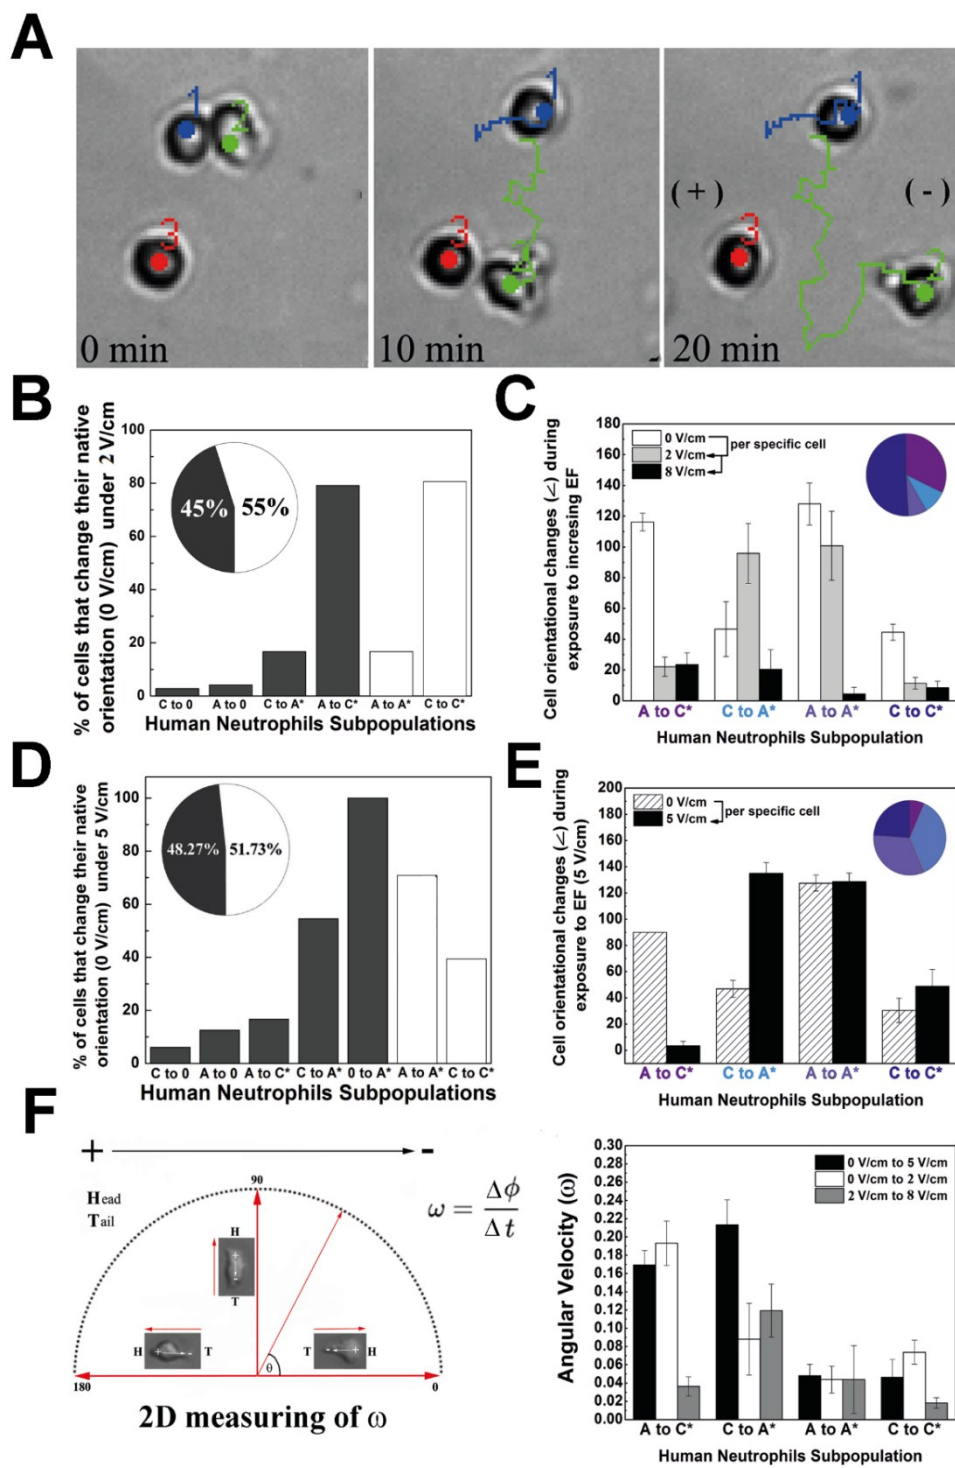 A
1
2
3
0 min
1
3
2
10 min
1
(+)
(-)
3
2
20 min
B
% of cells that change their native
orientation (0 V/cm) under 2 V/cm
100
80
60
40
20
0
45%
55%
C to 0
A to 0
C to A*
A to C*
A to A*
C to C*
Human Neutrophils Subpopulations
C
Cell orientational changes (∠) during
exposure to incresing EF
180
160
140
120
100
80
60
40
20
0
0 V/cm
2 V/cm
8 V/cm
per specific cell
A to C*
C to A*
A to A*
C to C*
Human Neutrophils Subpopulation
D
% of cells that change their native
orientation (0 V/cm) under 5 V/cm
100
80
60
40
20
0
48.27%
51.73%
C to 0
A to 0
A to C*
C to A*
0 to A*
A to A*
C to C*
Human Neutrophils Subpopulations
E
Cell orientational changes (∠) during
exposure to EF (5 V/cm)
200
180
160
140
120
100
80
60
40
20
0
0 V/cm
5 V/cm
per specific cell
A to C*
C to A*
A to A*
C to C*
Human Neutrophils Subpopulation
F
+
-
Head
Tail
90
H
T
H
T
T
H
θ
180
0
ω = Δϕ / Δt
2D measuring of ω
Angular Velocity (ω)
0.30
0.28
0.26
0.24
0.22
0.20
0.18
0.16
0.14
0.12
0.10
0.08
0.06
0.04
0.02
0.00
0 V/cm to 5 V/cm
0 V/cm to 2 V/cm
2 V/cm to 8 V/cm
A to C*
C to A*
A to A*
C to C*
Human Neutrophils Subpopulation